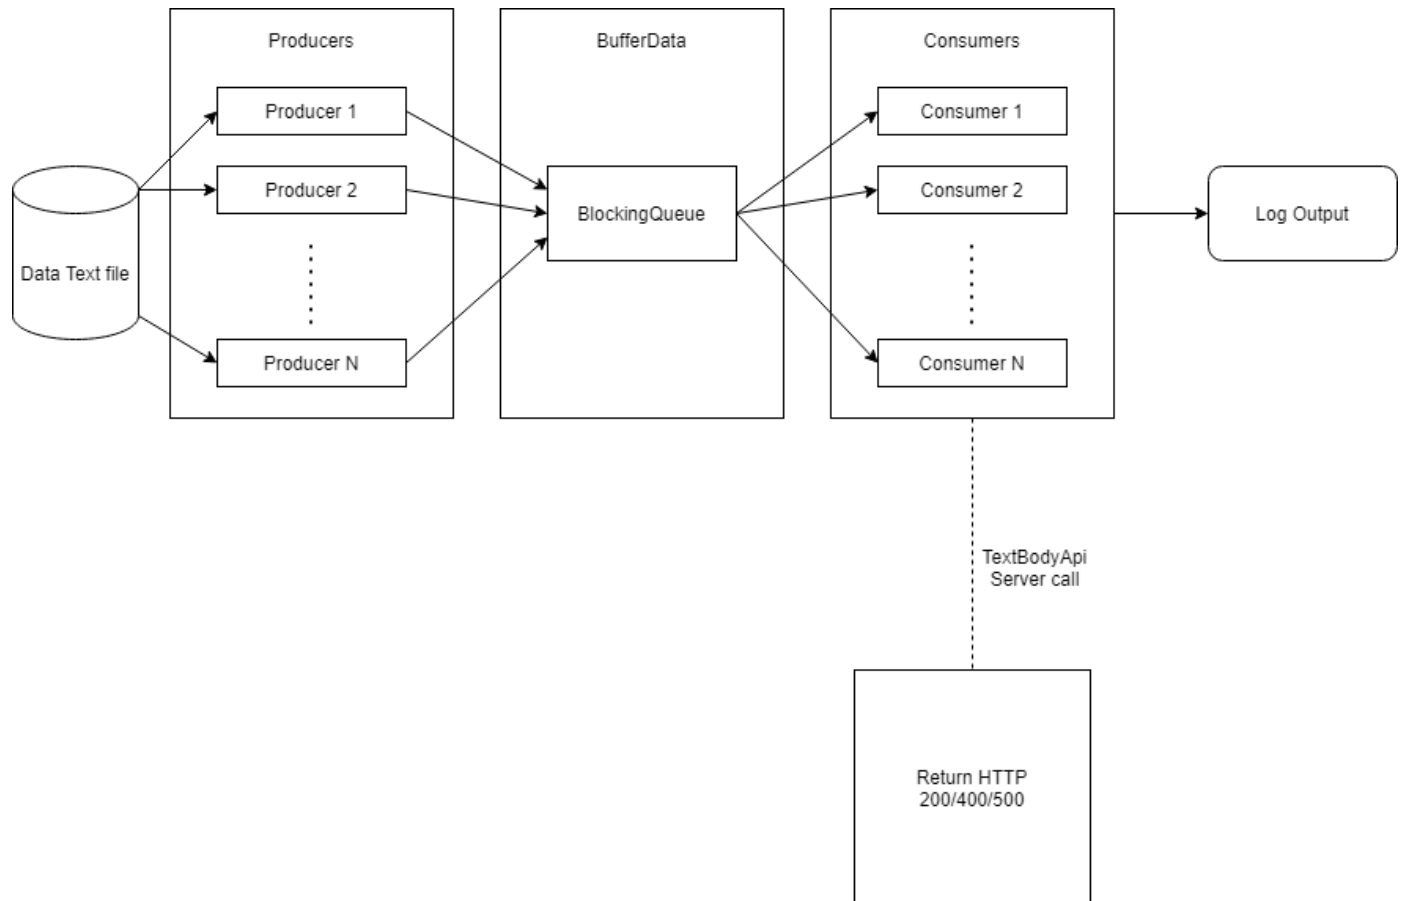 Producers
BufferData
Consumers
Producer 1
Consumer 1
Producer 2
BlockingQueue
Consumer 2
Log Output
Data Text file
Producer N
Consumer N
TextBodyApi
Server call
Return HTTP
200/400/500